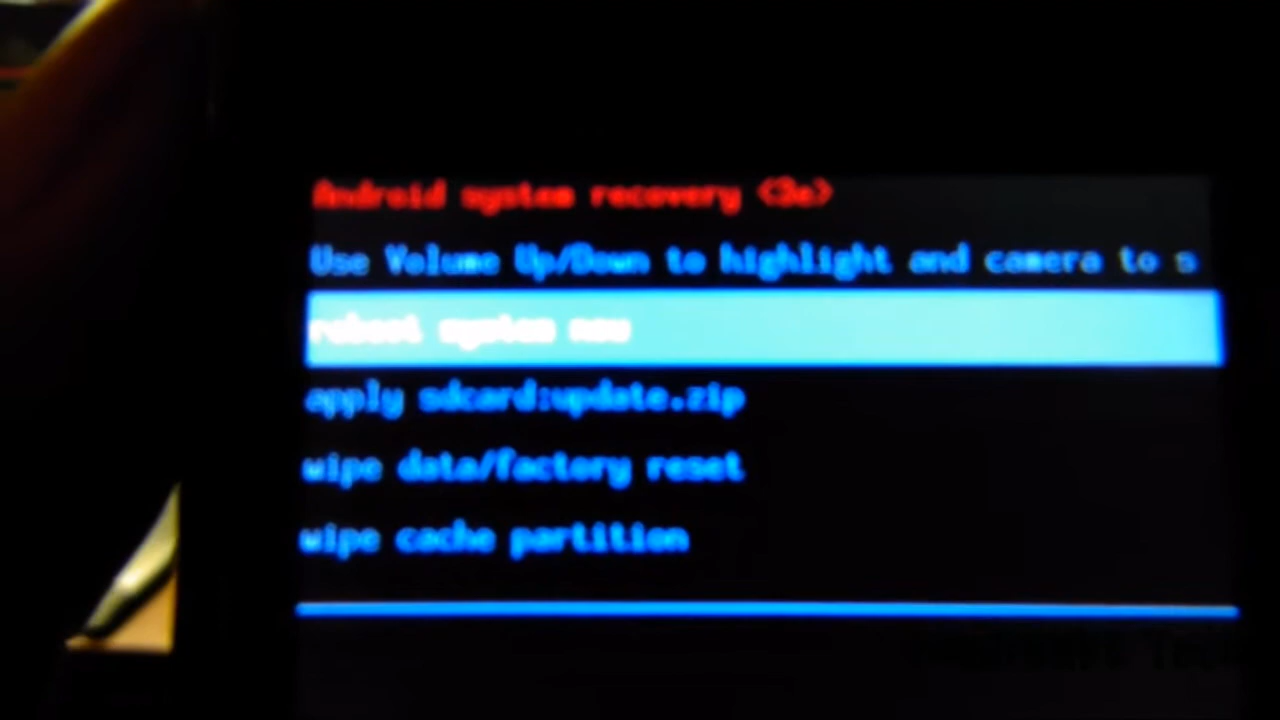 Android system recovery <3e>
Use Volume Up/Down to highlight and camera to s
reboot system now
apply sdcard:update.zip
wipe data/factory reset
wipe cache partition